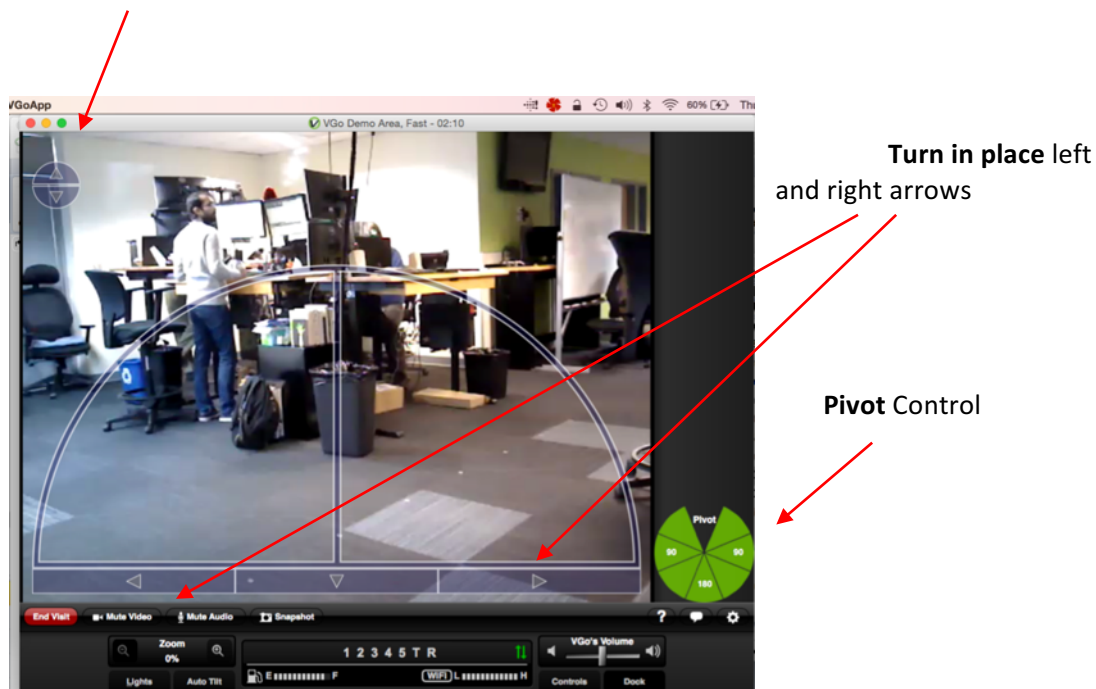 VGoApp
60%
Thu
VGo Demo Area, Fast - 02:10
Turn in place left
and right arrows
Pivot Control
Pivot
90
90
180
End Visit
Mute Video
Mute Audio
Snapshot
?
Zoom
0%
1 2 3 4 5 T R
VGo's Volume
Lights
Auto Tilt
E F
WiFi L H
Controls
Dock